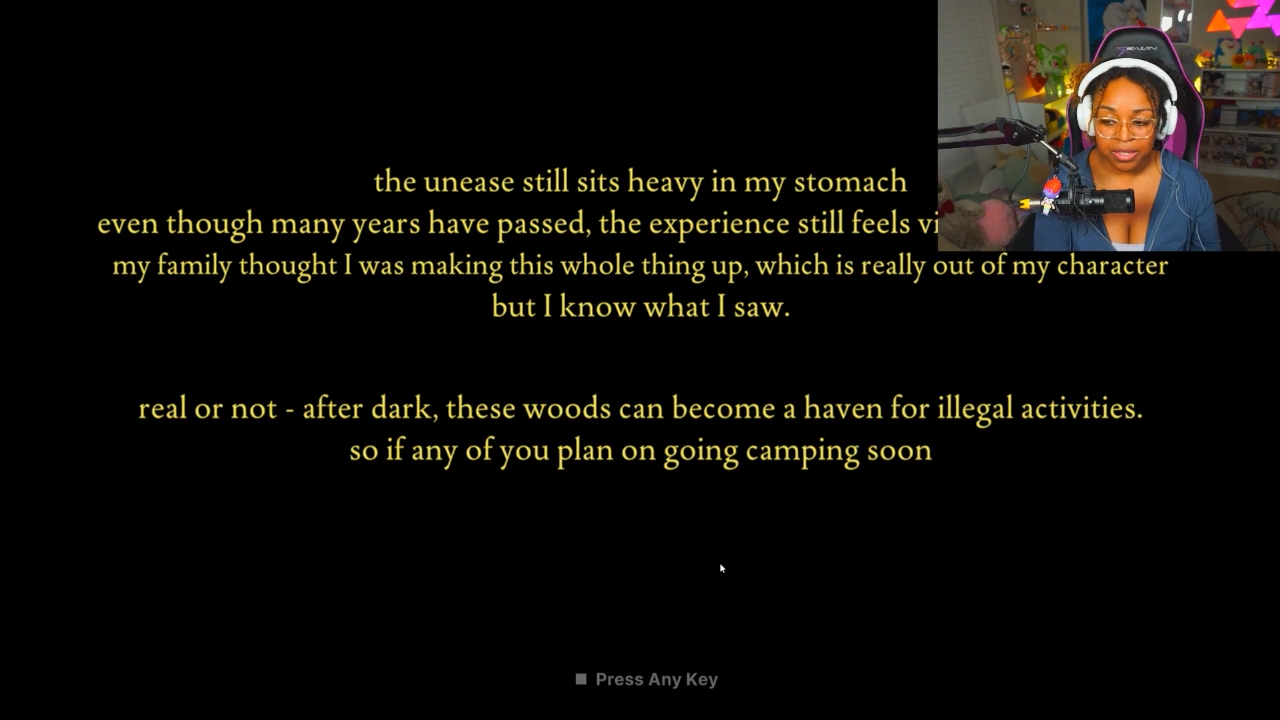 the unease still sits heavy in my stomach
even though many years have passed, the experience still feels
my family thought I was making this whole thing up, which is really out of my character
but I know what I saw.
real or not - after dark, these woods can become a haven for illegal activities.
so if any of you plan on going camping soon
Press Any Key